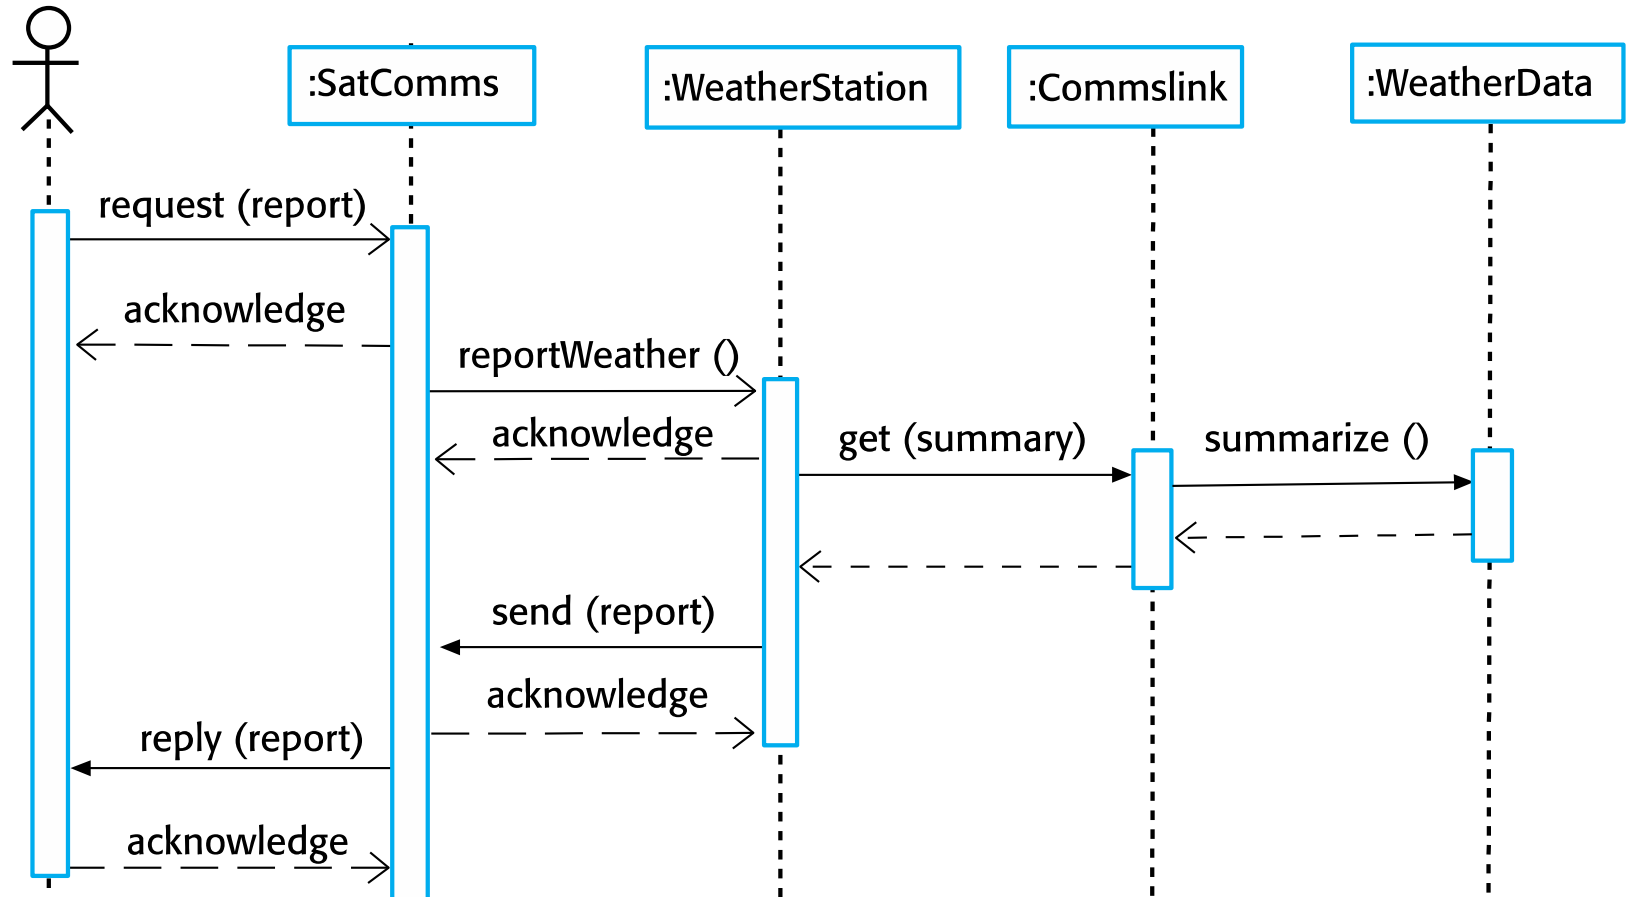 :SatComms
:WeatherStation
:Commslink
:WeatherData
request (report)
acknowledge
reportWeather ()
acknowledge
get (summary)
summarize ()
send (report)
acknowledge
reply (report)
acknowledge